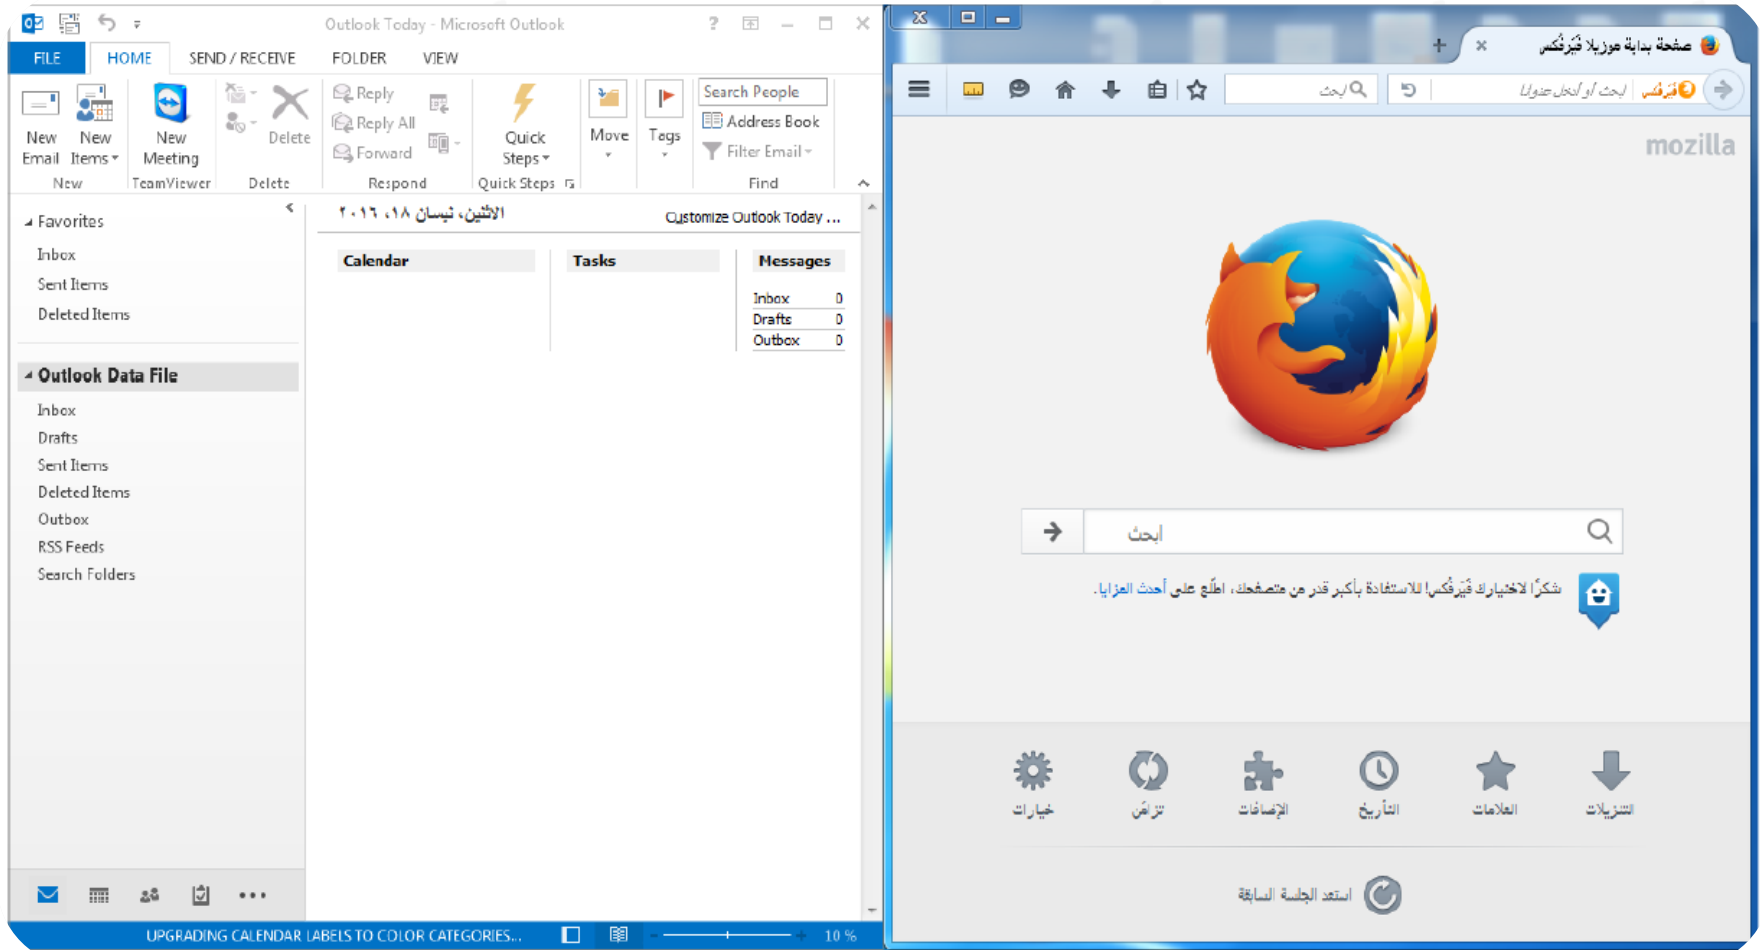 Outlook Today - Microsoft Outlook
FILE HOME SEND / RECEIVE FOLDER VIEW
New Email
New Items
New
New Meeting
TeamViewer
Delete
Delete
Reply
Reply All
Forward
Respond
Quick Steps
Quick Steps
Move
Tags
Search People
Address Book
Filter Email
Find
Favorites
Inbox
Sent Items
Deleted Items
Outlook Data File
Inbox
Drafts
Sent Items
Deleted Items
Outbox
RSS Feeds
Search Folders
الاثنين، نيسان ١٨، ٢٠١٦
Customize Outlook Today ...
Calendar
Tasks
Messages
Inbox 0
Drafts 0
Outbox 0
UPGRADING CALENDAR LABELS TO COLOR CATEGORIES...
10 %
صفحة بداية موزيلا فَيَرفُكس
فَيَرفُكس
ابحث أو أدخل عنوانا
ابحث
mozilla
ابحث
شكرًا لاختيارك فَيَرفُكس! للاستفادة بأكبر قدر من متصفحك، اطّلع على أحدث المزايا.
التنزيلات
العلامات
التأريخ
الإضافات
تزامُن
خيارات
استعد الجلسة السابقة